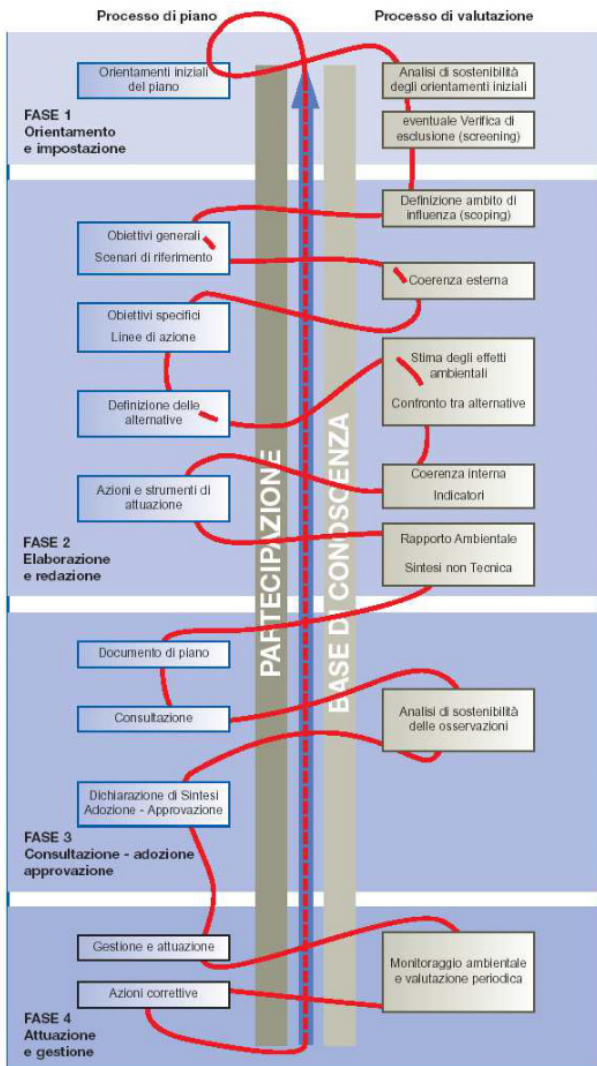 Processo di piano
Processo di valutazione
Orientamenti iniziali
del piano
Analisi di sostenibilità
degli orientamenti iniziali
eventuale Verifica di
esclusione (screening)
FASE 1
Orientamento
e impostazione
Definizione ambito di
influenza (scoping)
Obiettivi generali
Scenari di riferimento
Coerenza esterna
Obiettivi specifici
Linee di azione
Stima degli effetti
ambientali
Confronto tra alternative
Definizione delle
alternative
Azioni e strumenti di
attuazione
Coerenza interna
Indicatori
Rapporto Ambientale
Sintesi non Tecnica
FASE 2
Elaborazione
e redazione
PARTECIPAZIONE
BASE DI CONOSCENZA
Documento di piano
Consultazione
Analisi di sostenibilità
delle osservazioni
Dichiarazione di Sintesi
Adozione - Approvazione
FASE 3
Consultazione - adozione
approvazione
Gestione e attuazione
Monitoraggio ambientale
e valutazione periodica
Azioni correttive
FASE 4
Attuazione
e gestione